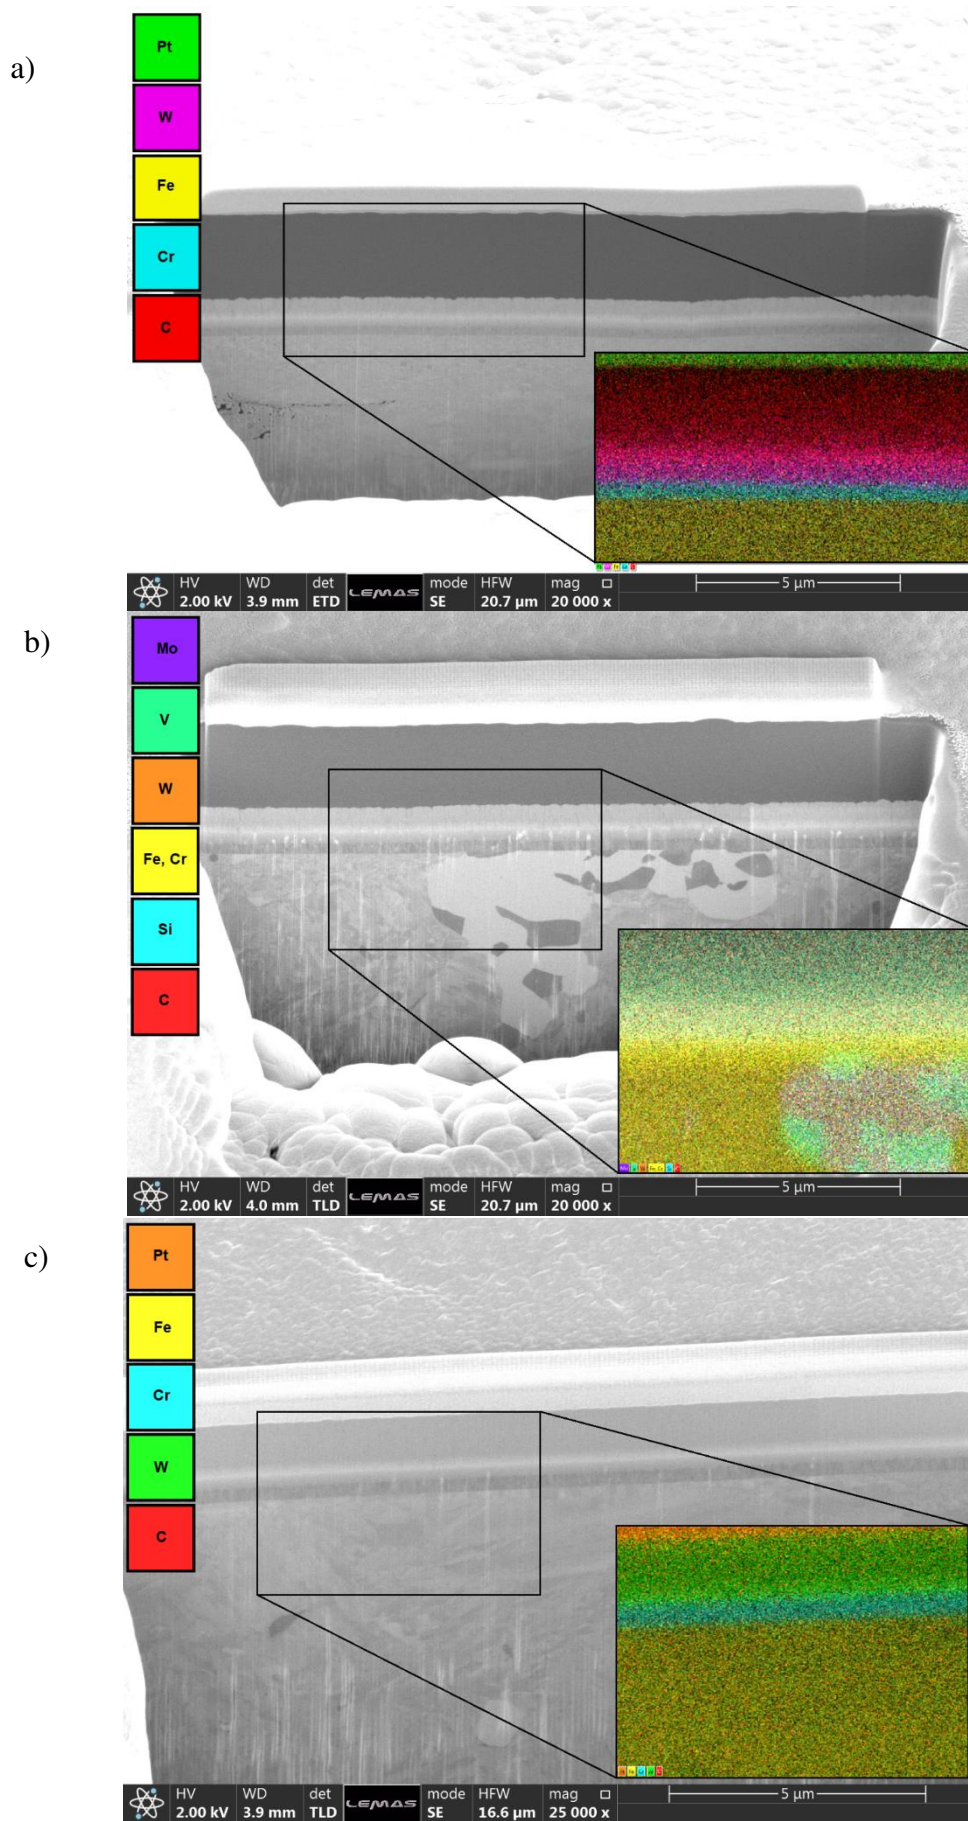 a)
Pt
W
Fe
Cr
C
HV WD det LEMAS mode HFW mag
2.00 kV 3.9 mm ETD SE 20.7 µm 20 000 x 5 µm
b)
Mo
V
W
Fe, Cr
Si
C
HV WD det LEMAS mode HFW mag
2.00 kV 4.0 mm TLD SE 20.7 µm 20 000 x 5 µm
c)
Pt
Fe
Cr
W
C
HV WD det LEMAS mode HFW mag
2.00 kV 3.9 mm TLD SE 16.6 µm 25 000 x 5 µm